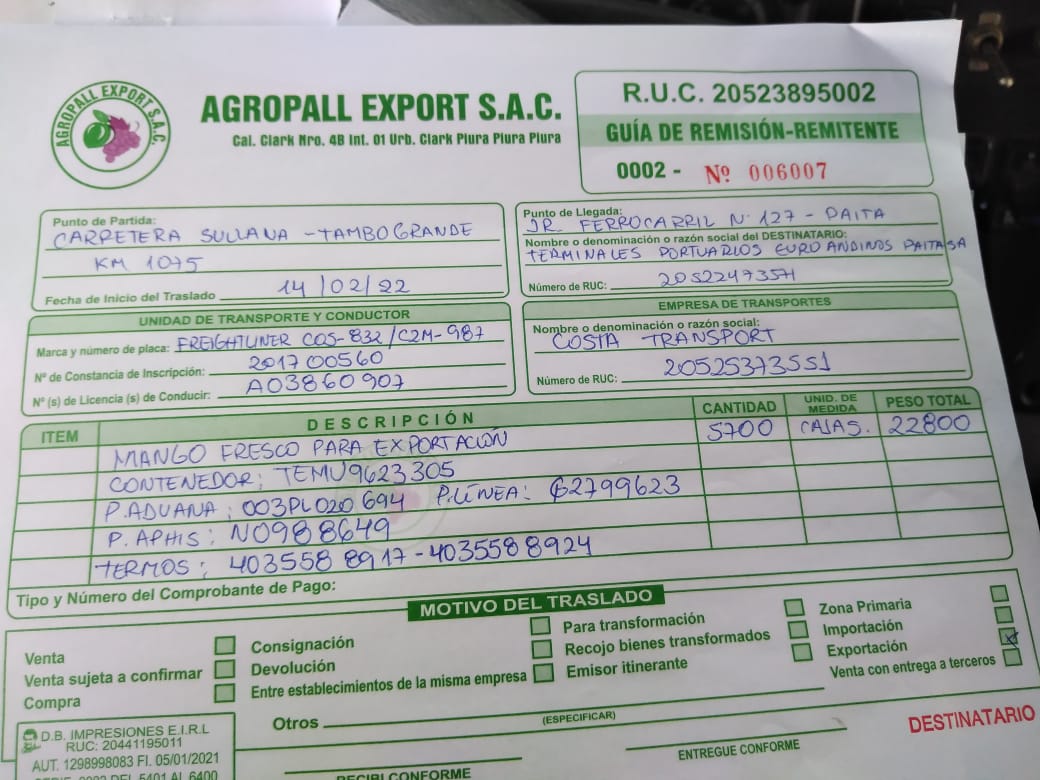 AGROPALL EXPORT S.A.C.
AGROPALL EXPORT S.A.C.
Cal. Clark Nro. 4B Int. 01 Urb. Clark Piura Piura Piura
R.U.C. 20523895002
GUÍA DE REMISIÓN-REMITENTE
0002 - Nº 006007
Punto de Partida:
CARRETERA SULLANA - TAMBOGRANDE
KM 1075
Fecha de Inicio del Traslado 14/02/22
Punto de Llegada:
JR. FERROCARRIL Nº 127 - PAITA
Nombre o denominación o razón social del DESTINATARIO:
TERMINALES PORTUARIOS EUROANDINOS PAITA SA
Número de RUC: 20522473571
UNIDAD DE TRANSPORTE Y CONDUCTOR
Marca y número de placa: FREIGHTLINER C0S-832/C2M-987
Nº de Constancia de Inscripción: 201700560
Nº (s) de Licencia (s) de Conducir: A03860907
EMPRESA DE TRANSPORTES
Nombre o denominación o razón social:
COSTA TRANSPORT
Número de RUC: 20525373551
ITEM DESCRIPCIÓN CANTIDAD UNID. DE MEDIDA PESO TOTAL
MANGO FRESCO PARA EXPORTACIÓN 5700 CAJAS. 22800
CONTENEDOR: TEMU9623305
P.ADUANA: 003PL020694 P.LÍNEA: G2799623
P. APHIS: N0988649
TERMOS: 4035588917-4035588924
Tipo y Número del Comprobante de Pago:
MOTIVO DEL TRASLADO
Venta
Venta sujeta a confirmar
Compra
Consignación
Devolución
Entre establecimientos de la misma empresa
Para transformación
Recojo bienes transformados
Emisor itinerante
Zona Primaria
Importación
Exportación
Venta con entrega a terceros
Otros
(ESPECIFICAR)
D.B. IMPRESIONES E.I.R.L
RUC: 20441195011
AUT. 1298998083 FI. 05/01/2021
SERIE 0002 DEL 5401 AL 6400
RECIBI CONFORME
ENTREGUE CONFORME
DESTINATARIO